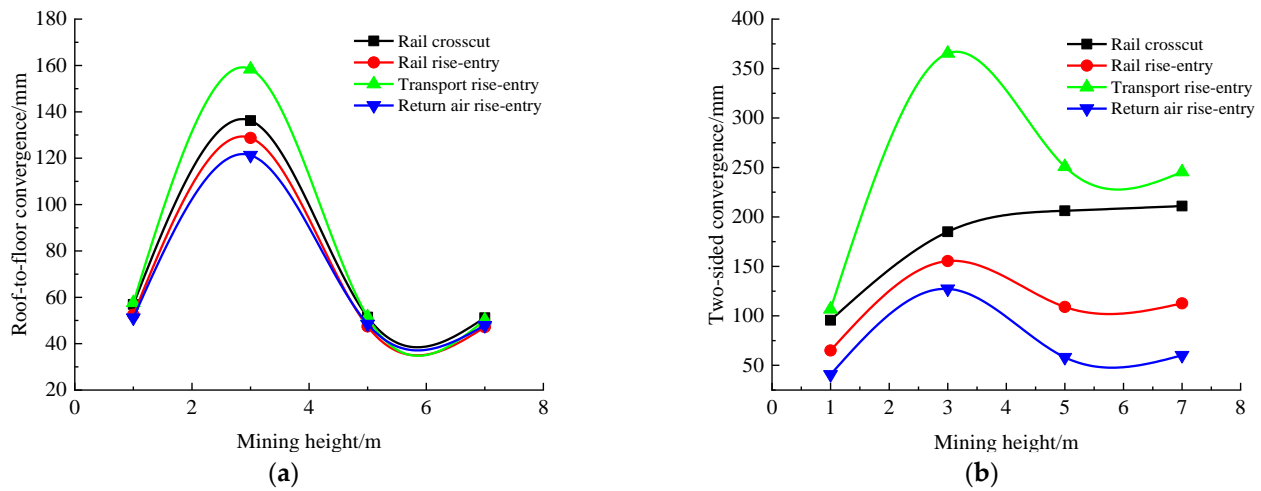 180
160
140
120
100
80
60
40
20
Roof-to-floor convergence/mm
Rail crosscut
Rail rise-entry
Transport rise-entry
Return air rise-entry
0
2
4
6
8
Mining height/m
(a)
400
350
300
250
200
150
100
50
Two-sided convergence/mm
Rail crosscut
Rail rise-entry
Transport rise-entry
Return air rise-entry
0
1
2
3
4
5
6
7
8
Mining height/m
(b)